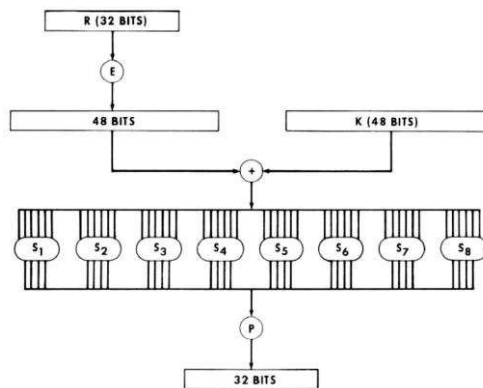 R (32 BITS)
E
48 BITS
K (48 BITS)
+
S1 S2 S3 S4 S5 S6 S7 S8
P
32 BITS